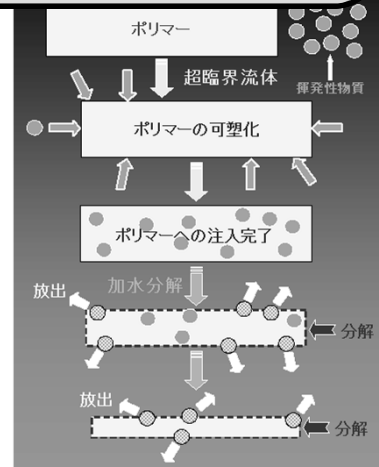 ポリマー
揮発性物質
超臨界流体
ポリマーの可塑化
ポリマーへの注入完了
加水分解
放出
分解
放出
分解